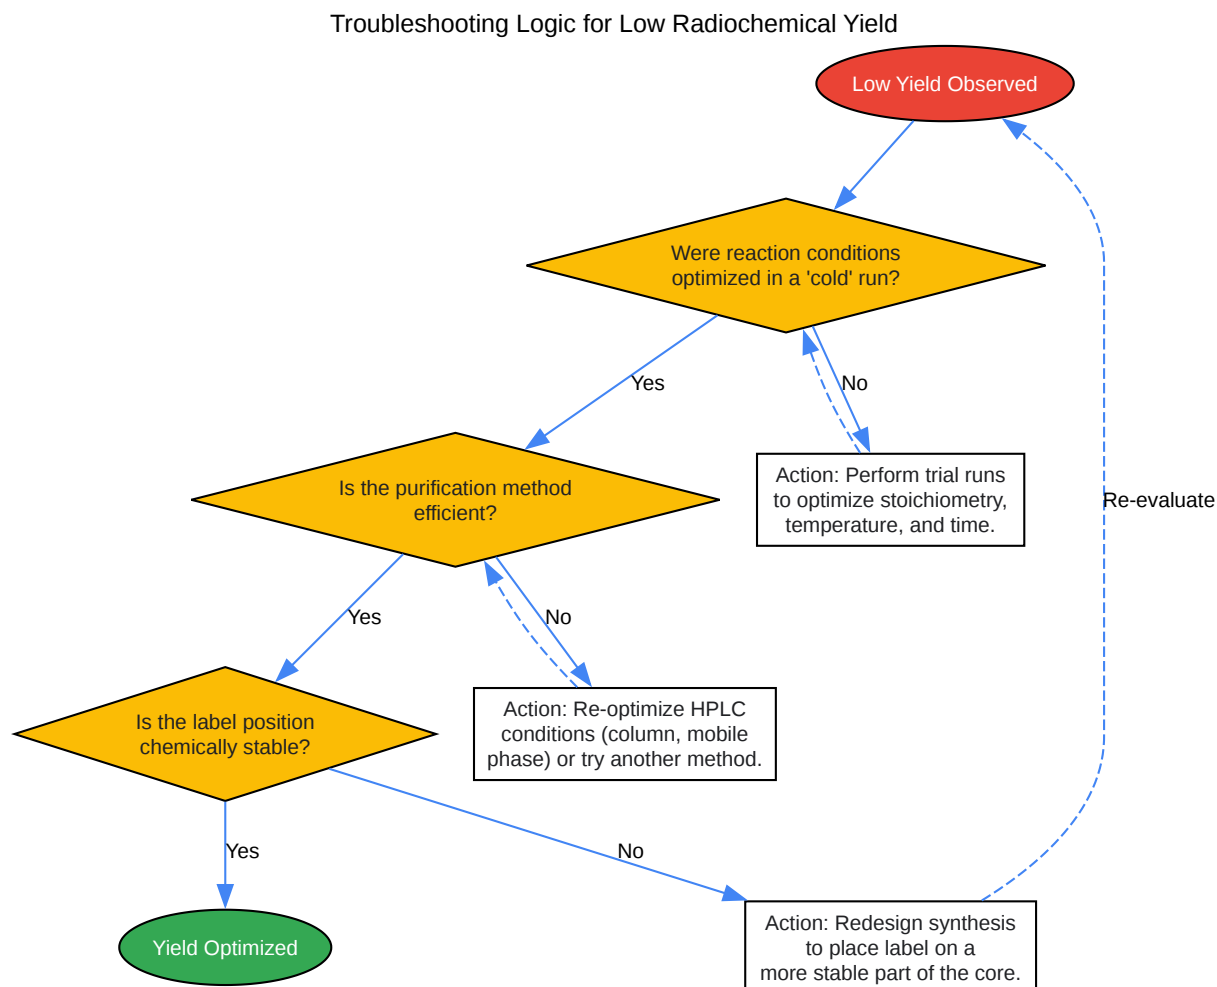 Troubleshooting Logic for Low Radiochemical Yield
Low Yield Observed
Were reaction conditions
optimized in a 'cold' run?
Yes
No
Is the purification method
efficient?
Action: Perform trial runs
to optimize stoichiometry,
temperature, and time.
Re-evaluate
Yes
No
Is the label position
chemically stable?
Action: Re-optimize HPLC
conditions (column, mobile
phase) or try another method.
Yes
No
Yield Optimized
Action: Redesign synthesis
to place label on a
more stable part of the core.